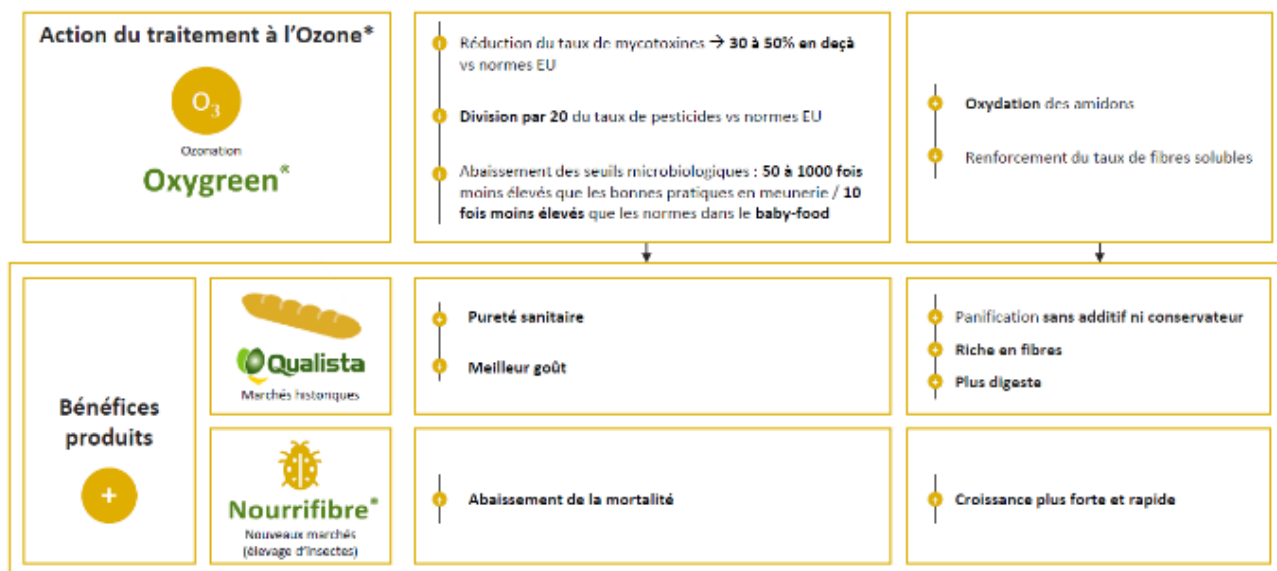 Action du traitement à l'Ozone*
O3
Ozonation
Oxygreen®
Réduction du taux de mycotoxines → 30 à 50% en deçà
vs normes EU
Division par 20 du taux de pesticides vs normes EU
Abaissement des seuils microbiologiques : 50 à 1000 fois
moins élevés que les bonnes pratiques en meunerie / 10
fois moins élevés que les normes dans le baby-food
Oxydation des amidons
Renforcement du taux de fibres solubles
Bénéfices
produits
+
Qualista
Marchés historiques
Pureté sanitaire
Meilleur goût
Panification sans additif ni conservateur
Riche en fibres
Plus digeste
Nourrifibre®
Nouveaux marchés
(élevage d'insectes)
Abaissement de la mortalité
Croissance plus forte et rapide